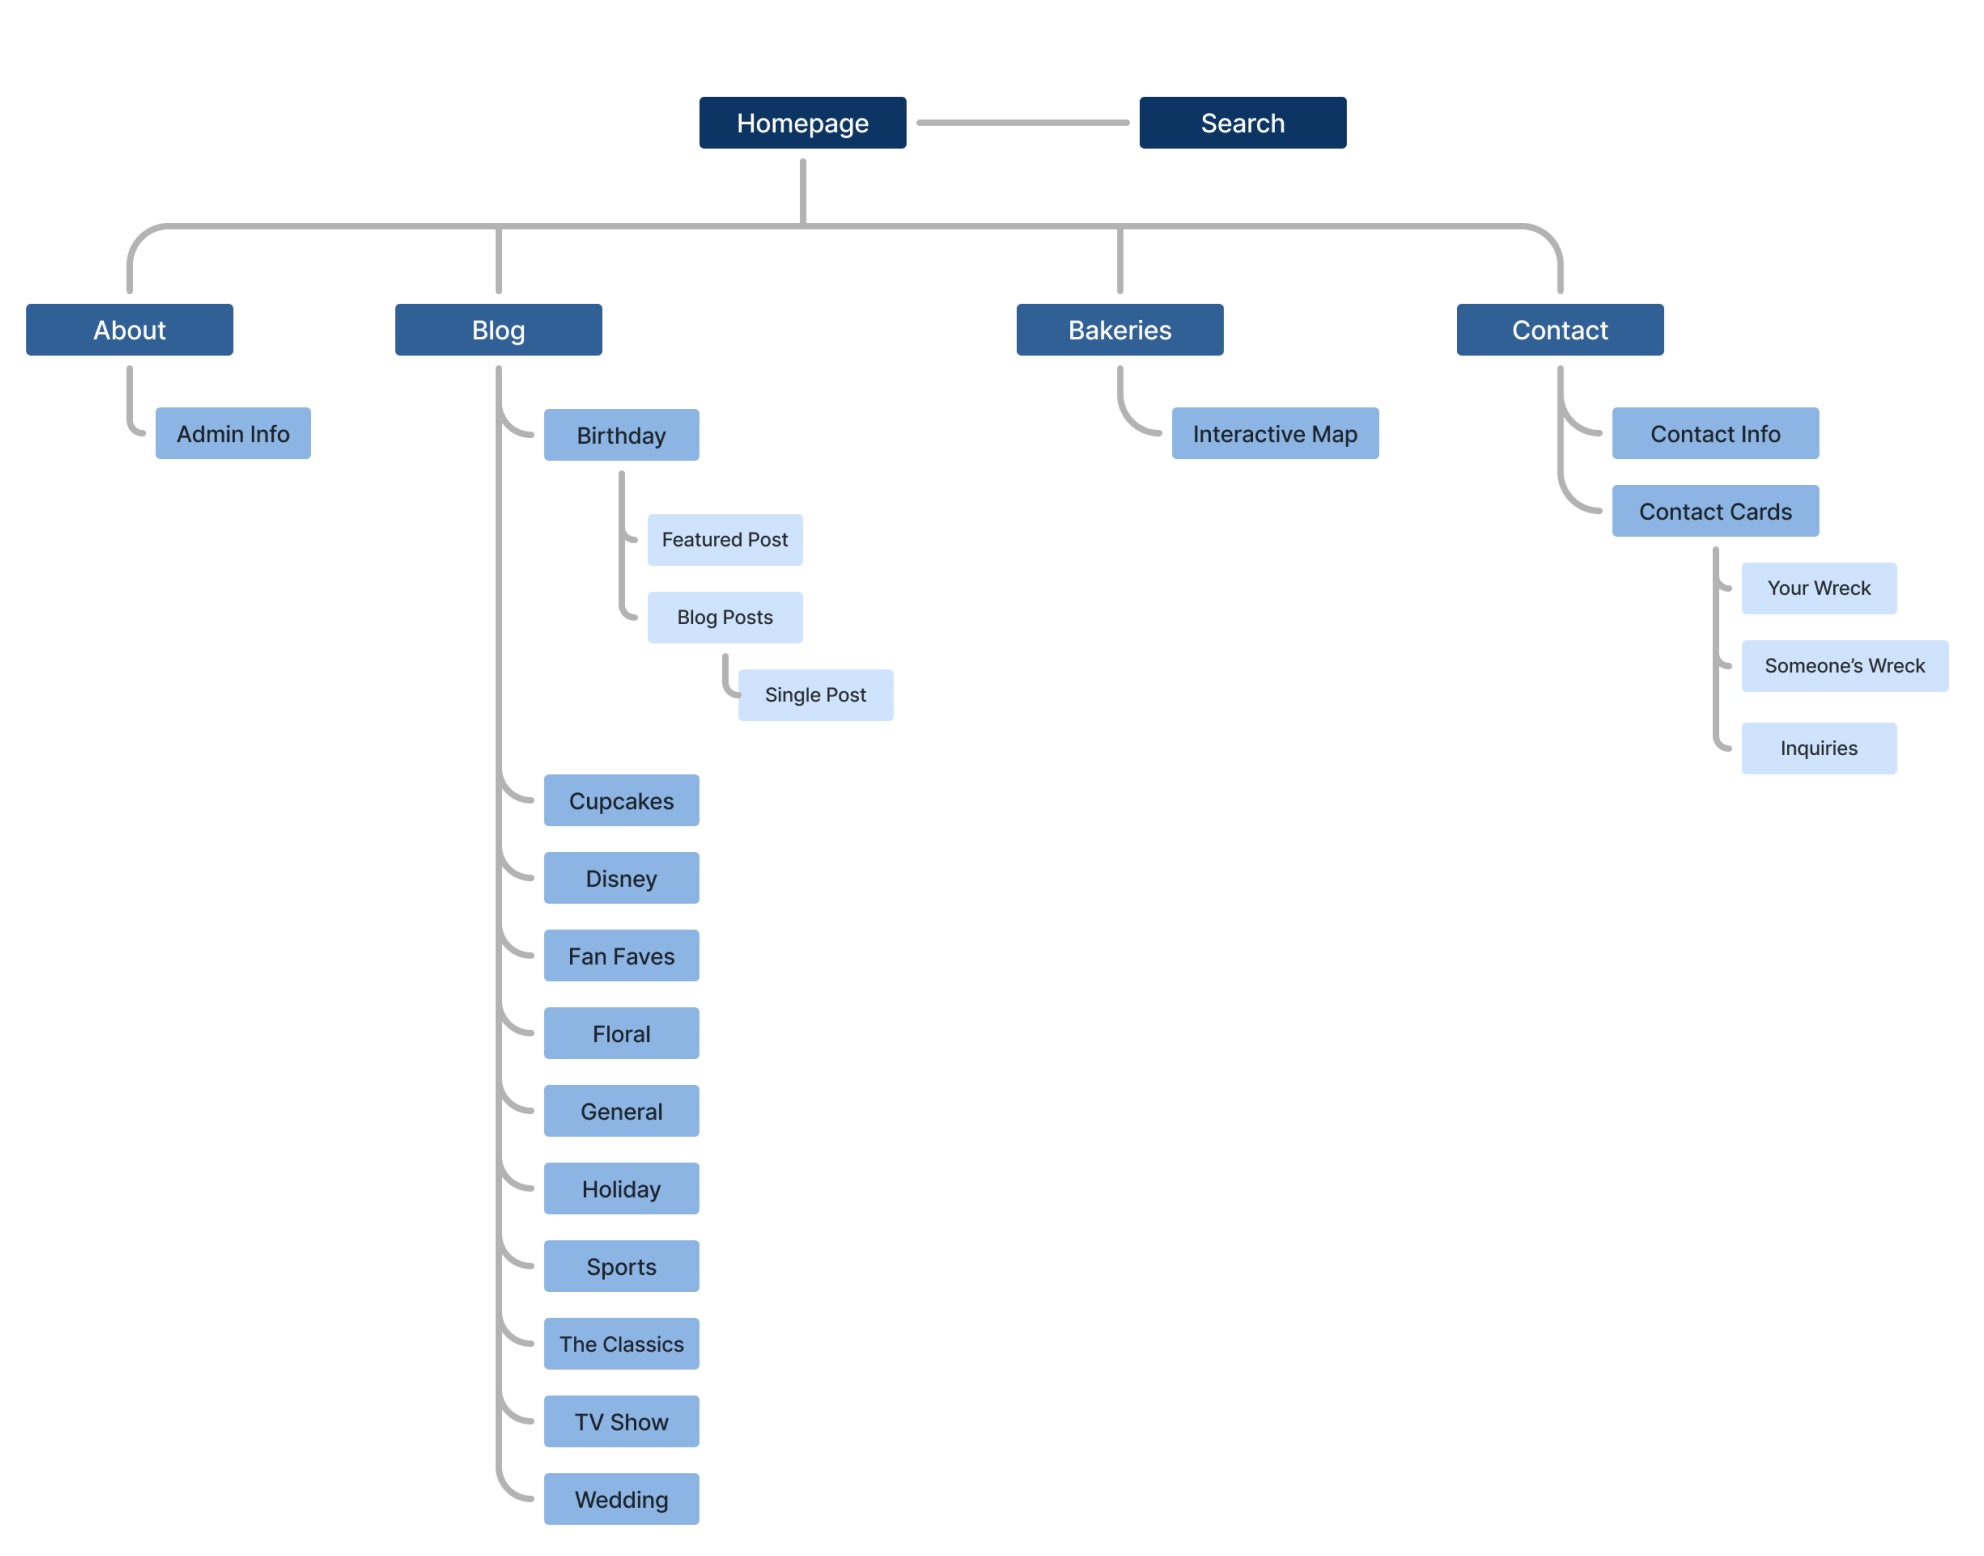 Homepage
Search
About
Blog
Bakeries
Contact
Admin Info
Birthday
Featured Post
Blog Posts
Single Post
Cupcakes
Disney
Fan Faves
Floral
General
Holiday
Sports
The Classics
TV Show
Wedding
Interactive Map
Contact Info
Contact Cards
Your Wreck
Someone’s Wreck
Inquiries